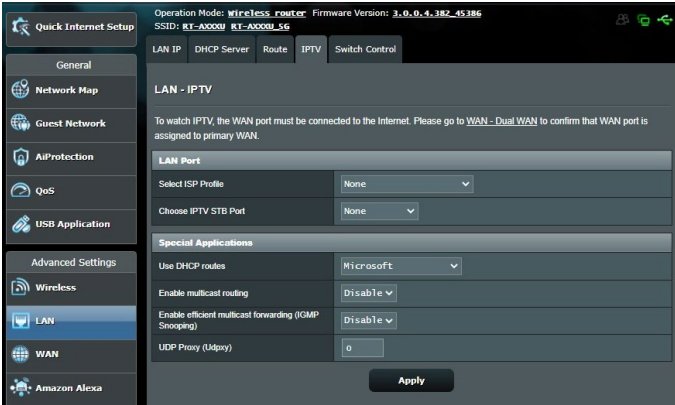 Quick Internet Setup
General
Network Map
Guest Network
AiProtection
QoS
USB Application
Advanced Settings
Wireless
LAN
WAN
Amazon Alexa
Operation Mode: Wireless router Firmware Version: 3.0.0.4.382_45386
SSID: RT-AXXXU RT-AXXXU_5G
LAN IP DHCP Server Route IPTV Switch Control
LAN - IPTV
To watch IPTV, the WAN port must be connected to the Internet. Please go to WAN - Dual WAN to confirm that WAN port is
assigned to primary WAN.
LAN Port
Select ISP Profile None
Choose IPTV STB Port None
Special Applications
Use DHCP routes Microsoft
Enable multicast routing Disable
Enable efficient multicast forwarding (IGMP
Snooping) Disable
UDP Proxy (Udpxy) 0
Apply